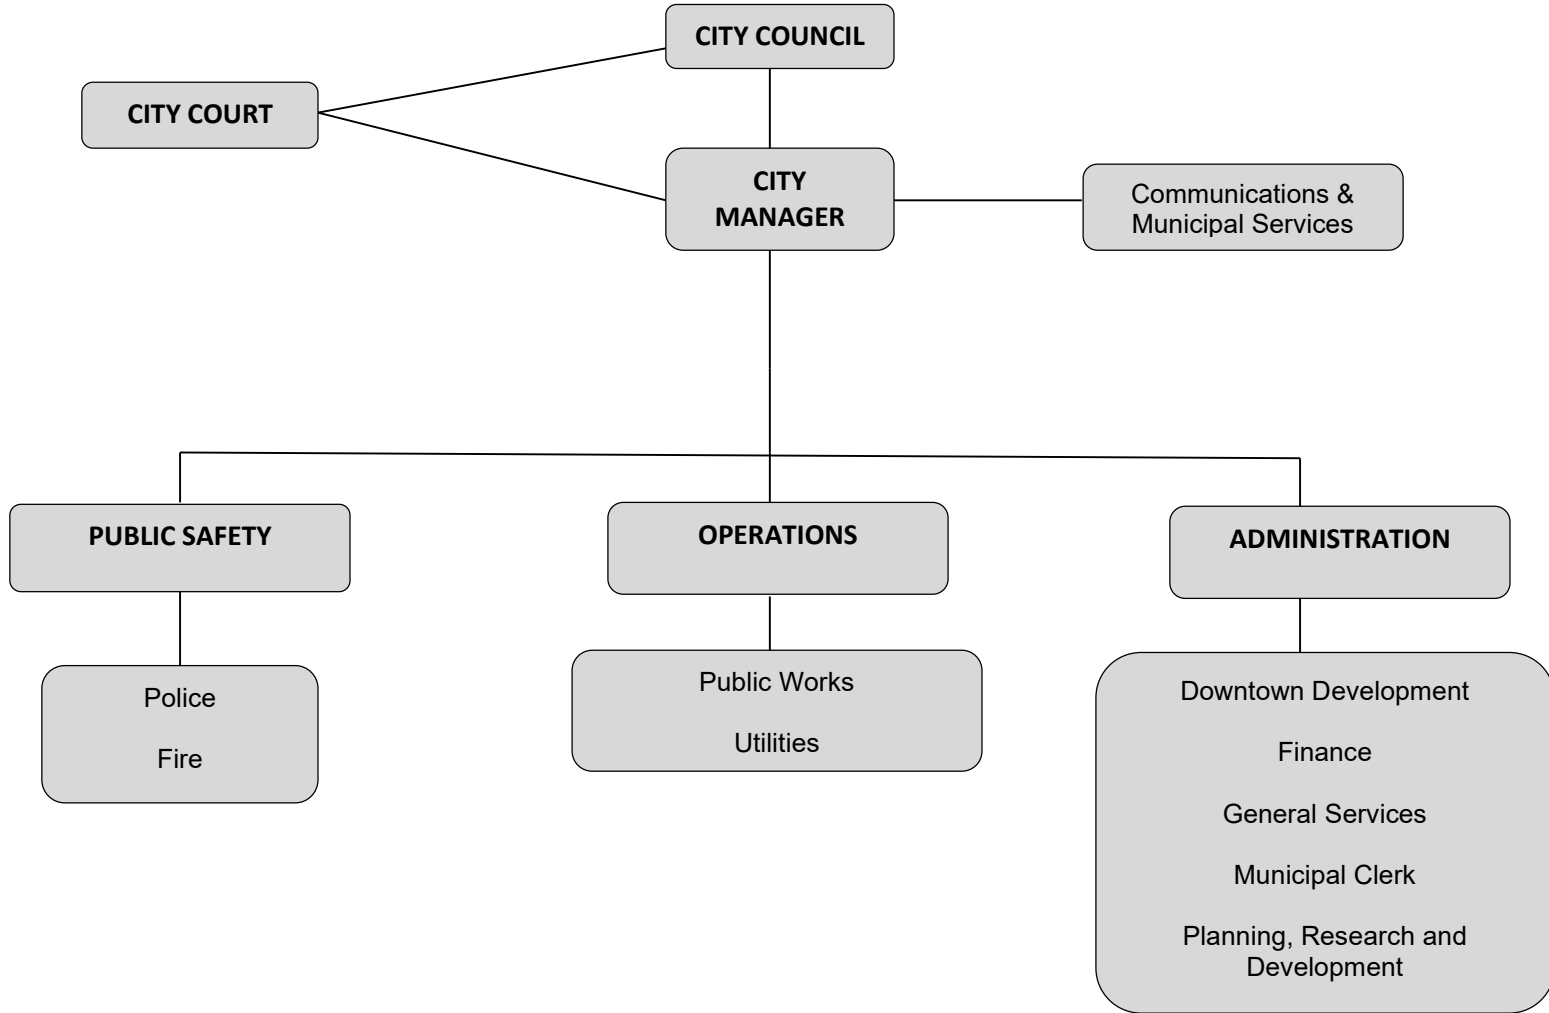 CITY COUNCIL
CITY COURT
CITY
MANAGER
Communications &
Municipal Services
PUBLIC SAFETY
OPERATIONS
ADMINISTRATION
Police
Fire
Public Works
Utilities
Downtown Development
Finance
General Services
Municipal Clerk
Planning, Research and
Development